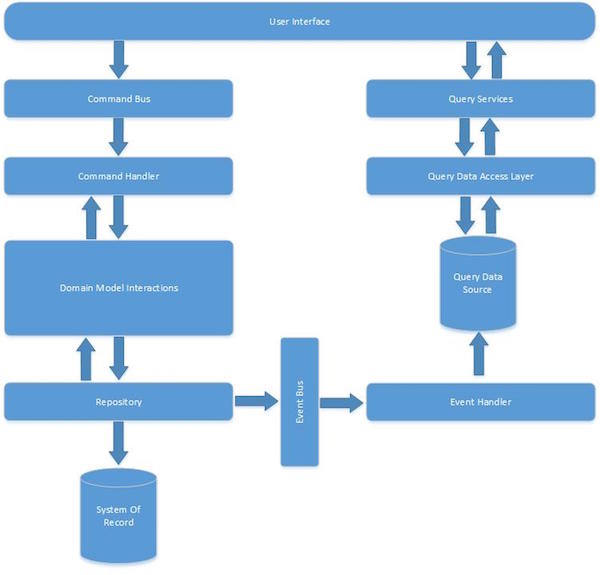 User Interface
Command Bus
Query Services
Command Handler
Query Data Access Layer
Domain Model Interactions
Query Data
Source
Event Bus
Repository
Event Handler
System Of
Record